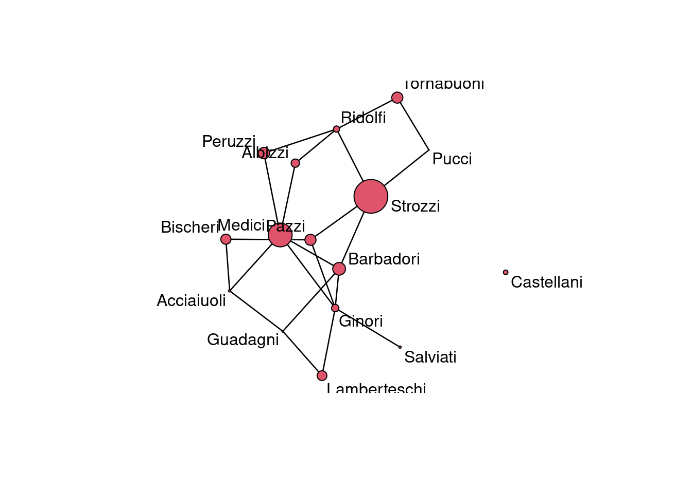 Tornabuoni
Ridolfi
Peruzzi
Albizzi
Pucci
Strozzi
Bischeri
Medici
Pazzi
Barbadori
Castellani
Acciaiuoli
Ginori
Guadagni
Salviati
Lamberteschi